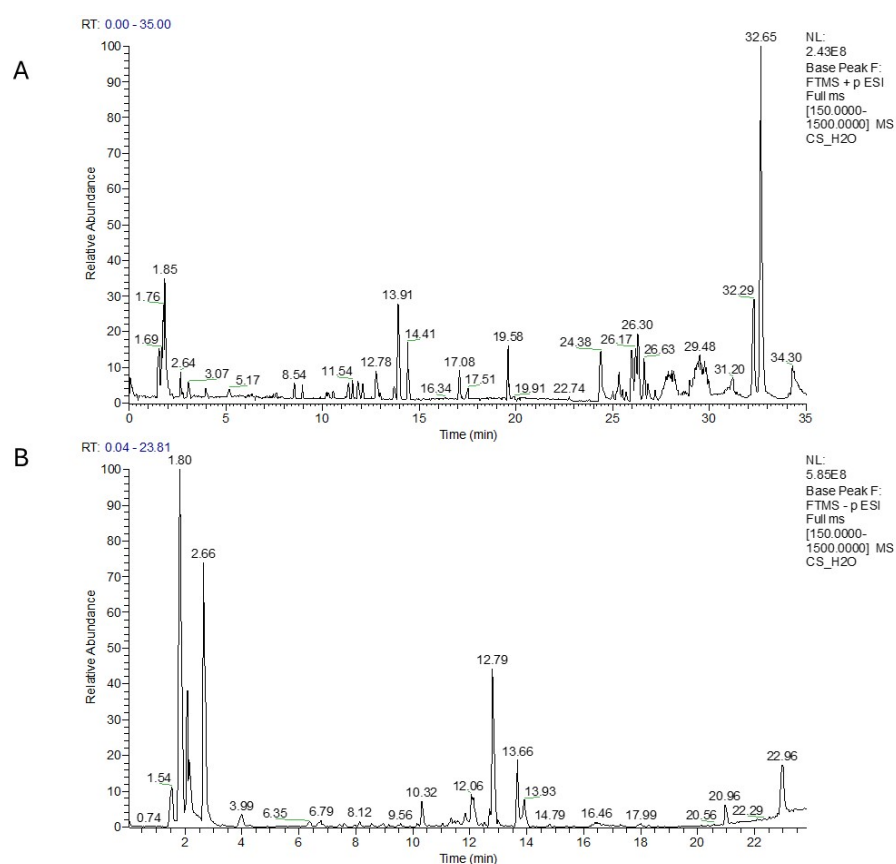 RT: 0.00 - 35.00
A
NL:
2.43E8
Base Peak F:
FTMS + p ESI
Full ms
[150.0000-
1500.0000] MS
CS_H2O
Relative Abundance
100
90
80
70
60
50
40
30
20
10
0
32.65
1.85
1.76
1.69
2.64
3.07
5.17
8.54
11.54
12.78
13.91
14.41
16.34
17.08
17.51
19.58
19.91
22.74
24.38
26.17
26.30
26.63
29.48
31.20
32.29
34.30
0 5 10 15 20 25 30 35
Time (min)
RT: 0.04 - 23.81
B
NL:
5.85E8
Base Peak F:
FTMS - p ESI
Full ms
[150.0000-
1500.0000] MS
CS_H2O
Relative Abundance
100
90
80
70
60
50
40
30
20
10
0
1.80
2.66
1.54
0.74
3.99
6.35
6.79
8.12
9.56
10.32
12.06
12.79
13.66
13.93
14.79
16.46
17.99
20.56
20.96
22.29
22.96
2 4 6 8 10 12 14 16 18 20 22
Time (min)